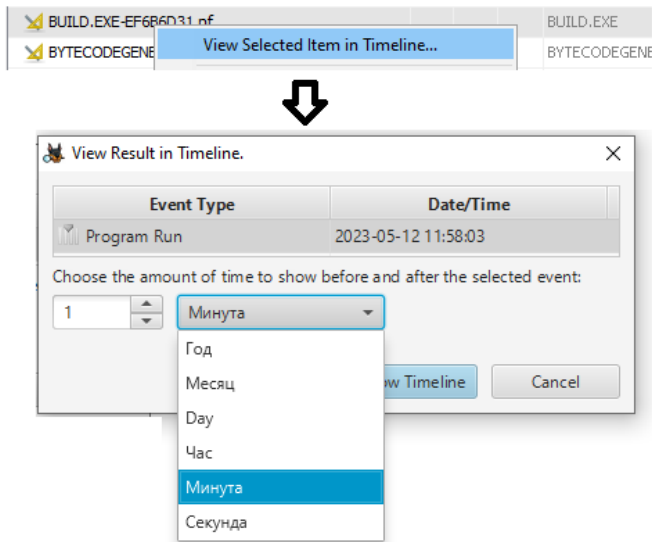 BUILD.EXE-EF6B6D31.pf BUILD.EXE
BYTECODEGENE View Selected Item in Timeline... BYTECODEGENE
View Result in Timeline.
Event Type Date/Time
Program Run 2023-05-12 11:58:03
Choose the amount of time to show before and after the selected event:
1 Минута
Год
Месяц
ow Timeline Cancel
Day
Час
Минута
Секунда